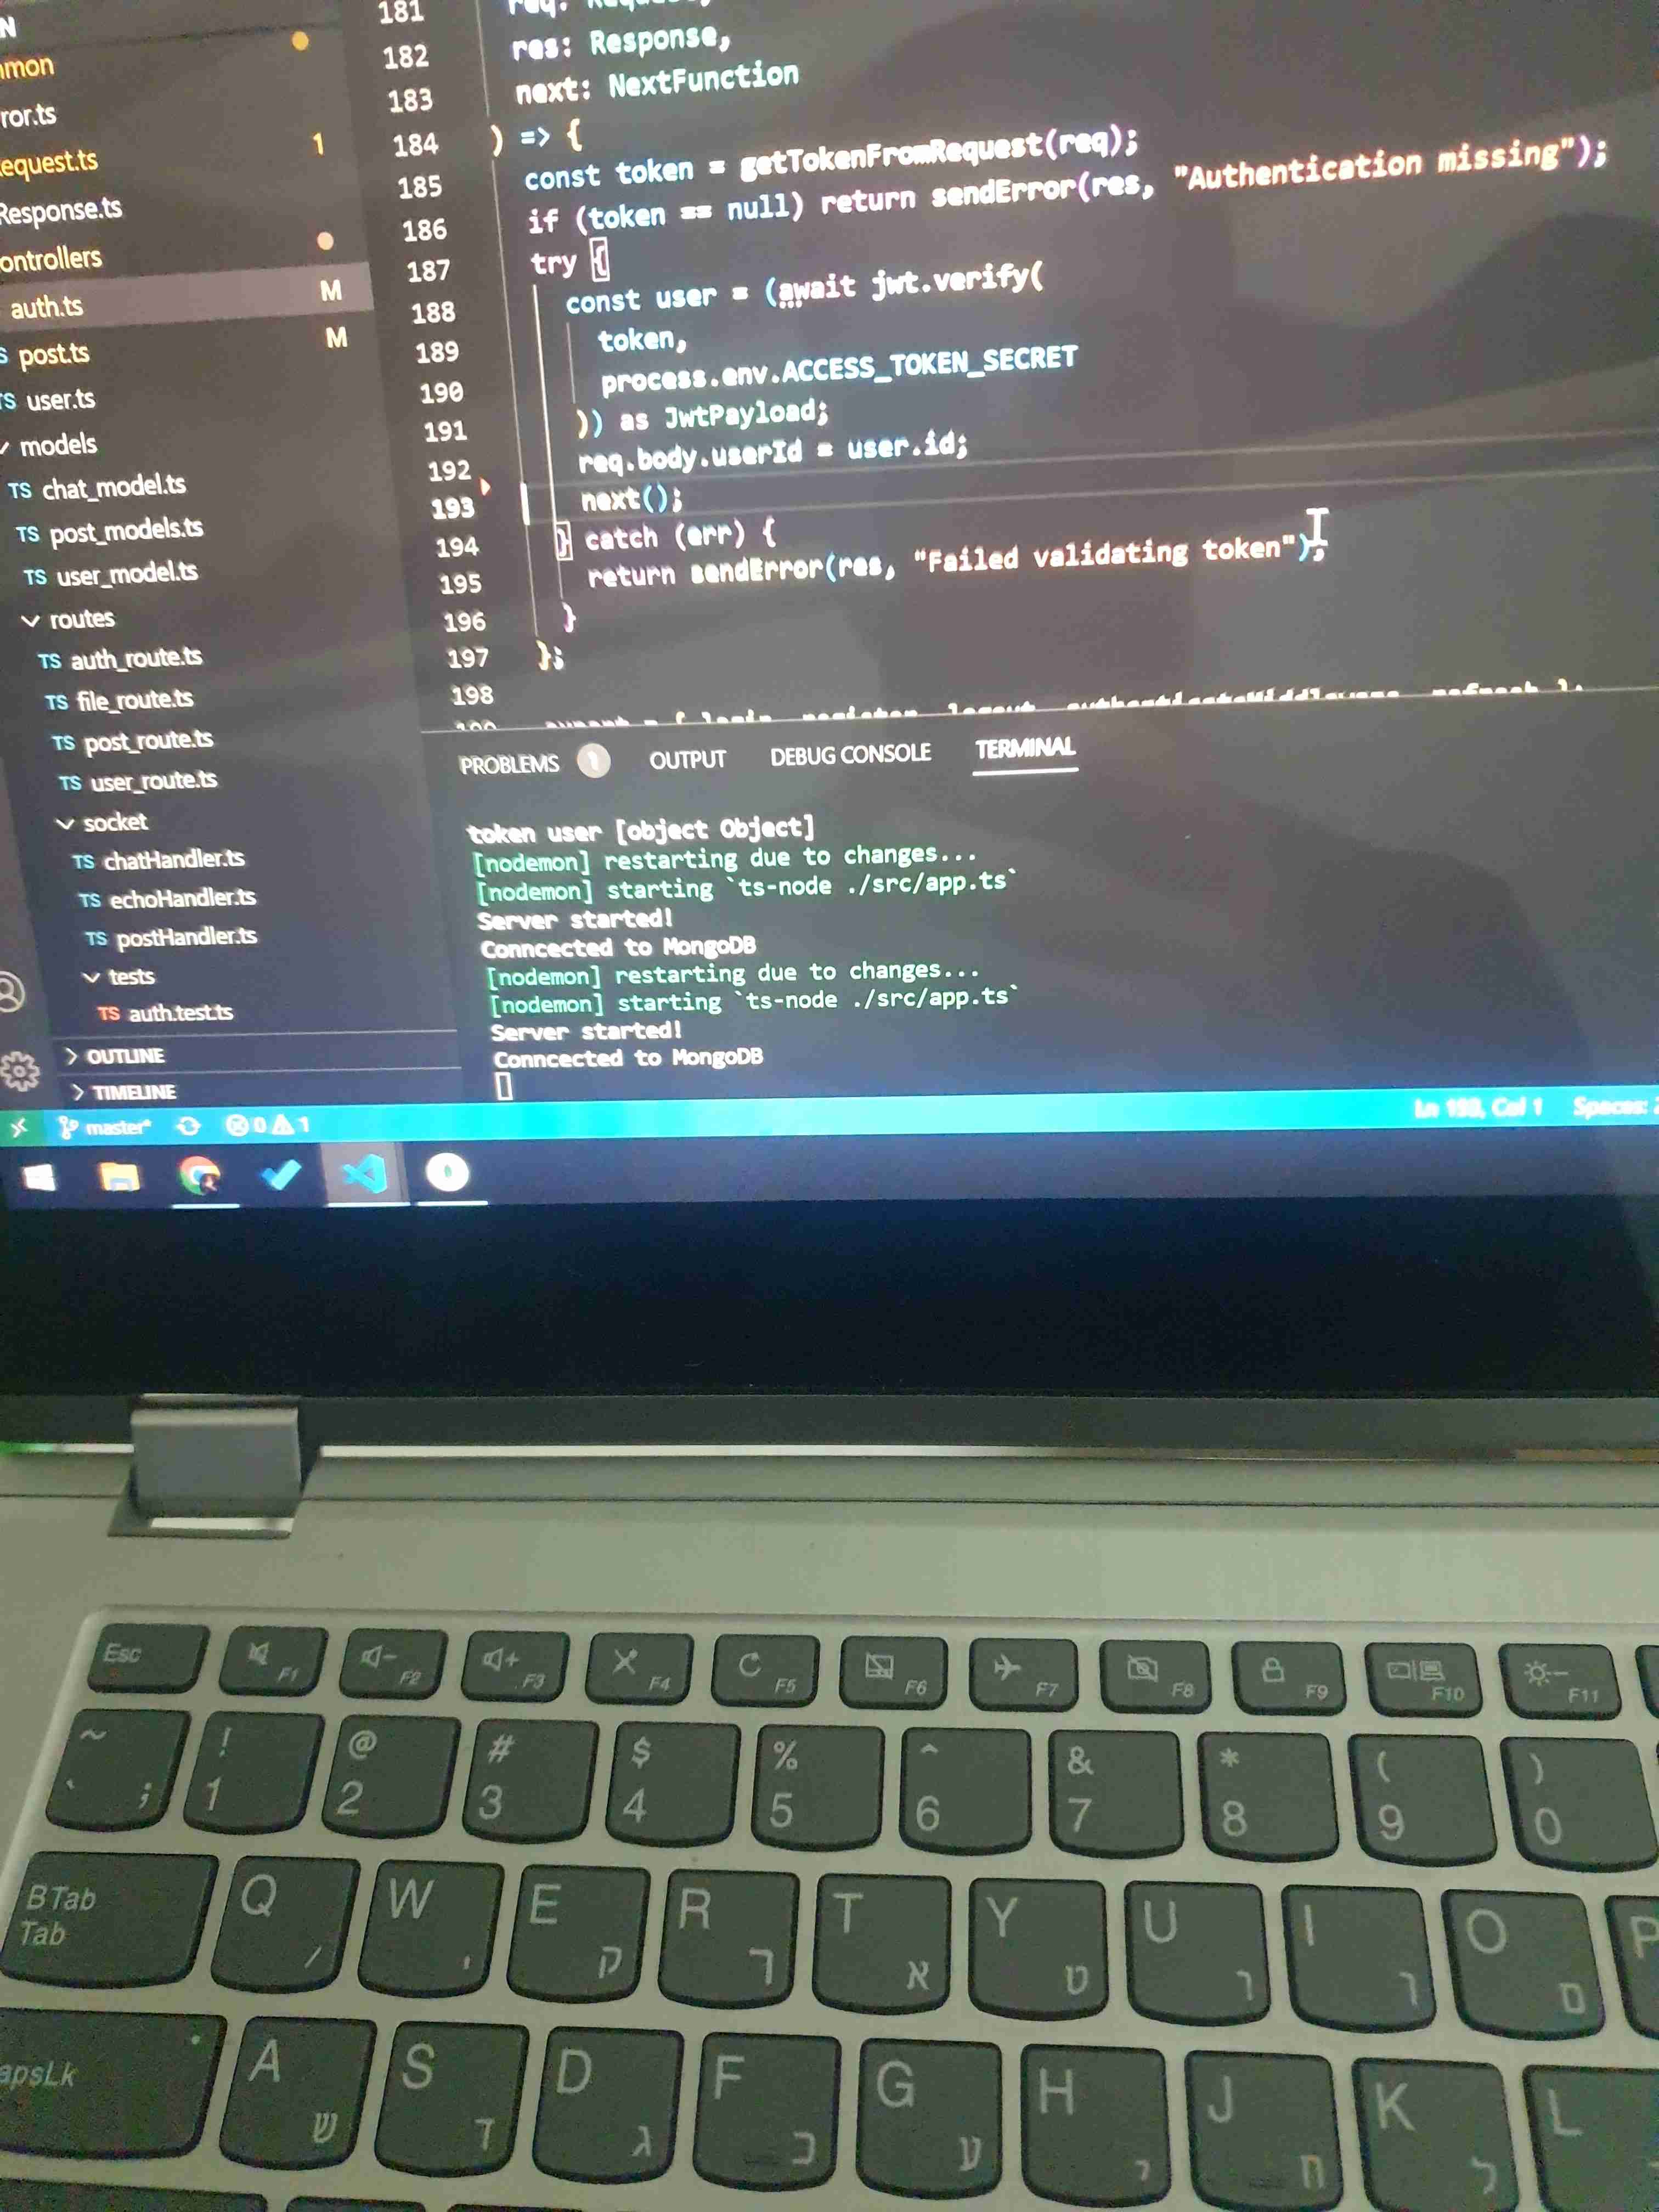 N
mmon
ror.ts
equest.ts 1
Response.ts
ontrollers
auth.ts M
S post.ts M
TS user.ts
models
TS chat_model.ts
TS post_models.ts
TS user_model.ts
routes
TS auth_route.ts
TS file_route.ts
TS post_route.ts
TS user_route.ts
socket
TS chatHandler.ts
TS echoHandler.ts
TS postHandler.ts
tests
TS auth.test.ts
OUTLINE
TIMELINE
181
182 res: Response,
183 next: NextFunction
184 ) => {
185 const token = getTokenFromRequest(req);
186 if (token == null) return sendError(res, "Authentication missing");
187 try {
188 const user = (await jwt.verify(
189 token,
190 process.env.ACCESS_TOKEN_SECRET
191 )) as JwtPayload;
192 req.body.userId = user.id;
193 next();
194 } catch (err) {
195 return sendError(res, "Failed validating token");
196 }
197 };
198
PROBLEMS 1 OUTPUT DEBUG CONSOLE TERMINAL
token user [object Object]
[nodemon] restarting due to changes...
[nodemon] starting `ts-node ./src/app.ts`
Server started!
Conncected to MongoDB
[nodemon] restarting due to changes...
[nodemon] starting `ts-node ./src/app.ts`
Server started!
Conncected to MongoDB
master* 0 1 Ln 193, Col 1 Spaces: 2
Esc F1 F2 F3 F4 F5 F6 F7 F8 F9 F10 F11
~ ! @ # $ % ^ & * ( )
` ; 1 2 3 4 5 6 7 8 9 0
BTab Q W E R T Y U I O P
Tab / ' ק ר א ט ו ן ם
apsLk A S D F G H J K L
ש ד ג כ ע י ח ל